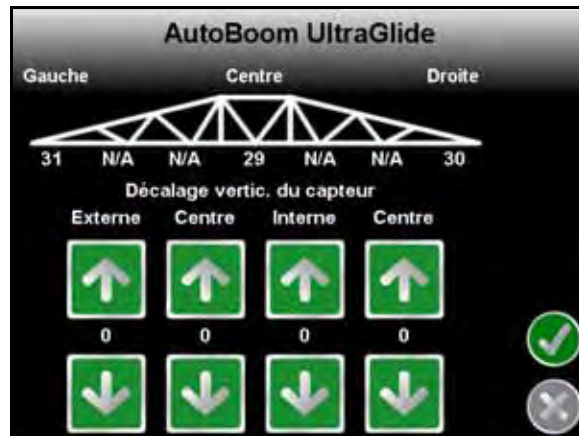 AutoBoom UltraGlide
Gauche Centre Droite
31 N/A N/A 29 N/A N/A 30
Décalage vertic. du capteur
Externe Centre Interne Centre
0 0 0 0